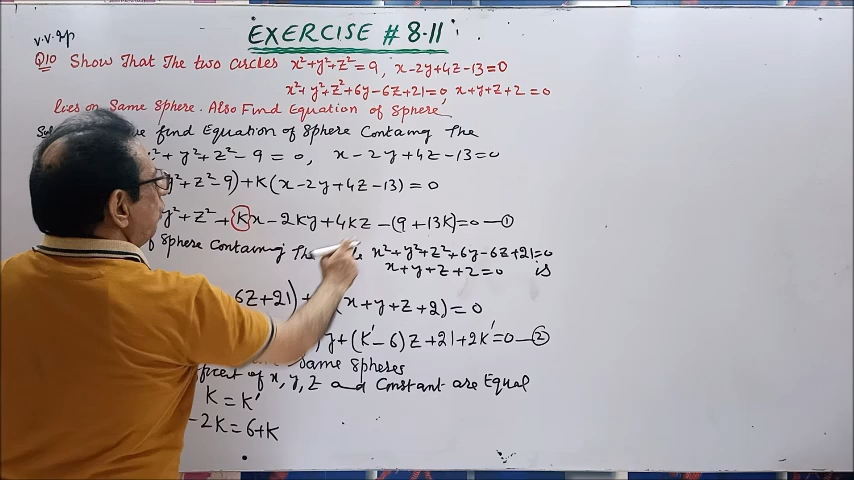 EXERCISE # 8.11
v.v.Ip
Q10 Show That The two circles x²+y²+z²=9, x-2y+4z-13=0
x²+y²+z²+6y-6z+21=0, x+y+z+2=0
lies on Same Sphere. Also Find Equation of Sphere
find Equation of Sphere Containg The
x²+y²+z²-9=0, x-2y+4z-13=0
y²+z²-9)+K(x-2y+4z-13)=0
y²+z²+Kx-2Ky+4Kz-(9+13K)=0—①
of Sphere Containing The x²+y²+z²+6y-6z+21=0
x+y+z+2=0 is
6z+21)+ (x+y+z+2)=0
y+(K'-6)z+21+2K'=0—②
Same Spheres
of x, y, z and Constant are Equal
K=K'
-2K=6+K